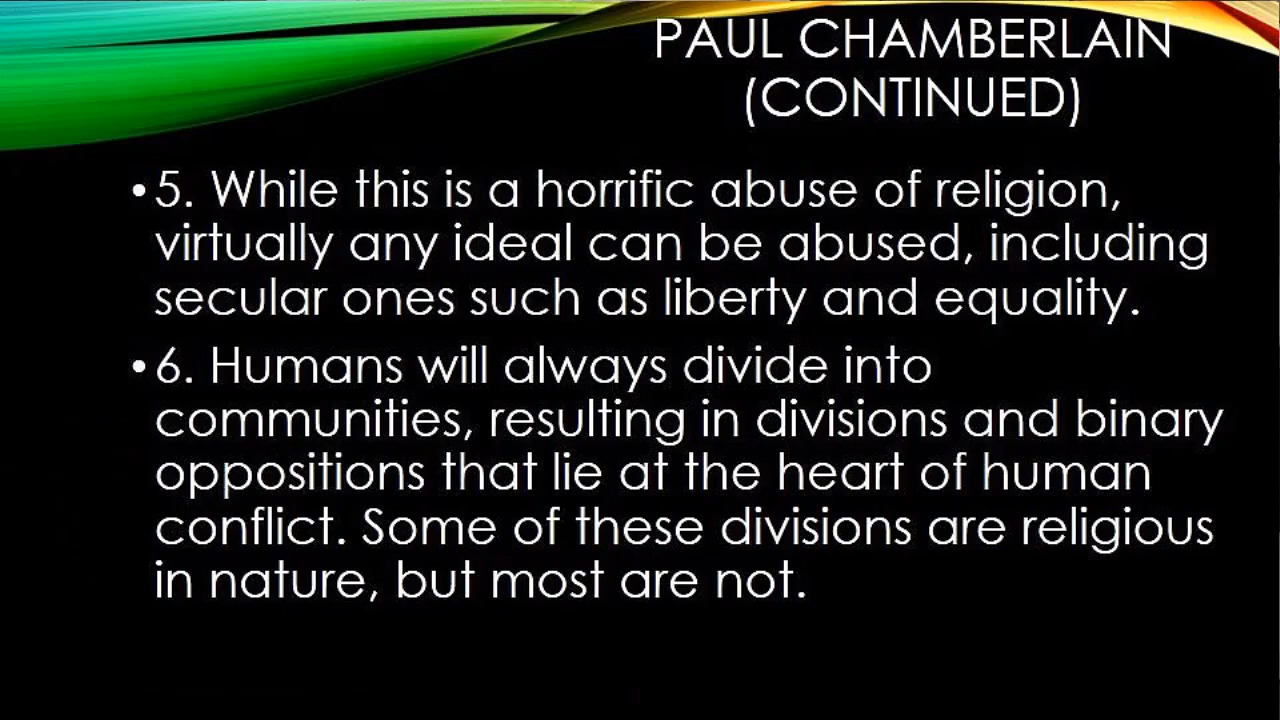 PAUL CHAMBERLAIN
(CONTINUED)
• 5. While this is a horrific abuse of religion,
virtually any ideal can be abused, including
secular ones such as liberty and equality.
• 6. Humans will always divide into
communities, resulting in divisions and binary
oppositions that lie at the heart of human
conflict. Some of these divisions are religious
in nature, but most are not.